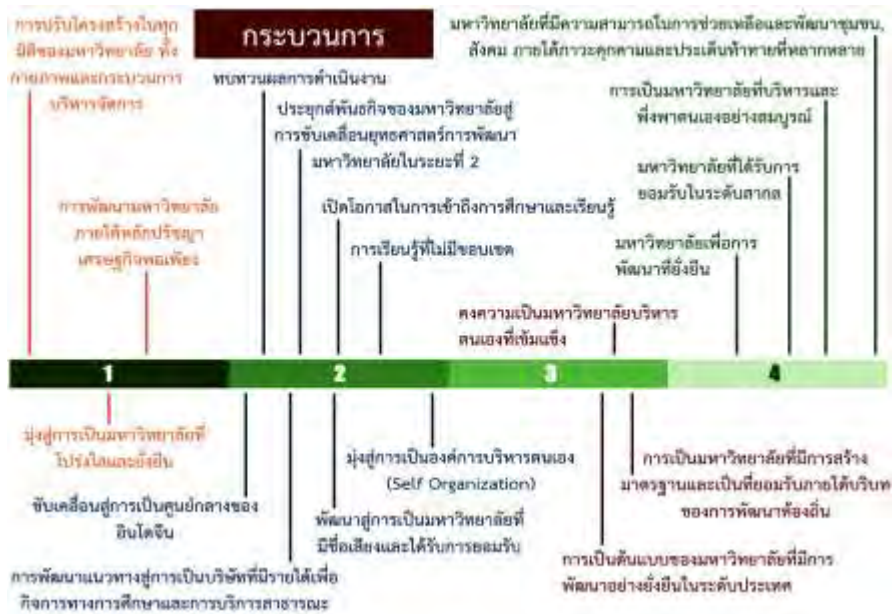 การปรับโครงสร้างในทุก
มิติของมหาวิทยาลัย ทั้ง
กายภาพและกระบวนการ
บริหารจัดการ
กระบวนการ
มหาวิทยาลัยที่มีความสามารถในการช่วยเหลือและพัฒนาชุมชน,
สังคม ภายใต้ภาวะคุกคามและประเด็นท้าทายที่หลากหลาย
ทบทวนผลการดำเนินงาน
ประยุกต์พันธกิจของมหาวิทยาลัยสู่
การขับเคลื่อนยุทธศาสตร์การพัฒนา
มหาวิทยาลัยในระยะที่ 2
การเป็นมหาวิทยาลัยที่บริหารและ
พึ่งพาตนเองอย่างสมบูรณ์
มหาวิทยาลัยที่ได้รับการ
ยอมรับในระดับสากล
การพัฒนามหาวิทยาลัย
ภายใต้หลักปรัชญา
เศรษฐกิจพอเพียง
เปิดโอกาสในการเข้าถึงการศึกษาและเรียนรู้
การเรียนรู้ที่ไม่มีขอบเขต
มหาวิทยาลัยเพื่อการ
พัฒนาที่ยั่งยืน
คงความเป็นมหาวิทยาลัยบริหาร
ตนเองที่เข้มแข็ง
1 2 3 4
มุ่งสู่การเป็นมหาวิทยาลัยที่
โปร่งใสและยั่งยืน
ขับเคลื่อนสู่การเป็นศูนย์กลางของ
อินโดจีน
การพัฒนาแนวทางสู่การเป็นบริษัทที่มีรายได้เพื่อ
กิจการทางการศึกษาและการบริการสาธารณะ
มุ่งสู่การเป็นองค์การบริหารตนเอง
(Self Organization)
พัฒนาสู่การเป็นมหาวิทยาลัยที่
มีชื่อเสียงและได้รับการยอมรับ
การเป็นมหาวิทยาลัยที่มีการสร้าง
มาตรฐานและเป็นที่ยอมรับภายใต้บริบท
ของการพัฒนาท้องถิ่น
การเป็นต้นแบบของมหาวิทยาลัยที่มีการ
พัฒนาอย่างยั่งยืนในระดับประเทศ